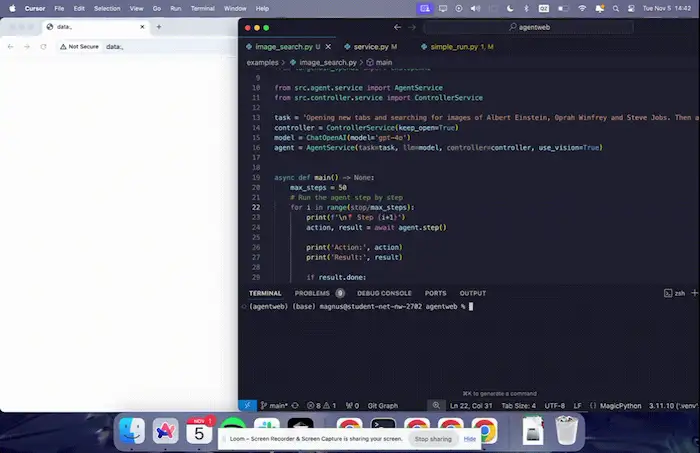 Cursor File Edit Selection View Go Run Terminal Window Help Tue Nov 5 14:42
data:,
Not Secure data:,
agentweb
image_search.py U service.py M simple_run.py 1, M
examples > image_search.py > main
9
10 from src.agent.service import AgentService
11 from src.controller.service import ControllerService
12
13 task = 'Opening new tabs and searching for images of Albert Einstein, Oprah Winfrey and Steve Jobs. Then a
14 controller = ControllerService(keep_open=True)
15 model = ChatOpenAI(model='gpt-4o')
16 agent = AgentService(task=task, llm=model, controller=controller, use_vision=True)
17
18
19 async def main() -> None:
20 max_steps = 50
21 # Run the agent step by step
22 for i in range(stop/max_steps):
23 print(f'\n Step {i+1}')
24 action, result = await agent.step()
25
26 print('Action:', action)
27 print('Result:', result)
28
29 if result.done:
TERMINAL PROBLEMS 9 DEBUG CONSOLE PORTS OUTPUT zsh
(agentweb) (base) magnus@student-net-nw-2702 agentweb %
⌘K to generate a command
main* 8 1 0 Git Graph Ln 22, Col 31 Tab Size: 4 UTF-8 LF {} MagicPython 3.11.10 ('.venv'
NOV
5
Loom – Screen Recorder & Screen Capture is sharing your screen. Stop sharing Hide